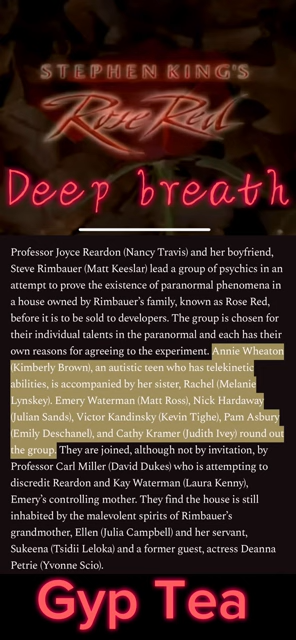 STEPHEN KING'S
Rose Red
Deep breath
Professor Joyce Reardon (Nancy Travis) and her boyfriend,
Steve Rimbauer (Matt Keeslar) lead a group of psychics in an
attempt to prove the existence of paranormal phenomena in
a house owned by Rimbauer's family, known as Rose Red,
before it is to be sold to developers. The group is chosen for
their individual talents in the paranormal and each has their
own reasons for agreeing to the experiment. Annie Wheaton
(Kimberly Brown), an autistic teen who has telekinetic
abilities, is accompanied by her sister, Rachel (Melanie
Lynskey). Emery Waterman (Matt Ross), Nick Hardaway
(Julian Sands), Victor Kandinsky (Kevin Tighe), Pam Asbury
(Emily Deschanel), and Cathy Kramer (Judith Ivey) round out
the group. They are joined, although not by invitation, by
Professor Carl Miller (David Dukes) who is attempting to
discredit Reardon and Kay Waterman (Laura Kenny),
Emery's controlling mother. They find the house is still
inhabited by the malevolent spirits of Rimbauer's
grandmother, Ellen (Julia Campbell) and her servant,
Sukeena (Tsidii Leloka) and a former guest, actress Deanna
Petrie (Yvonne Scio).
Gyp Tea